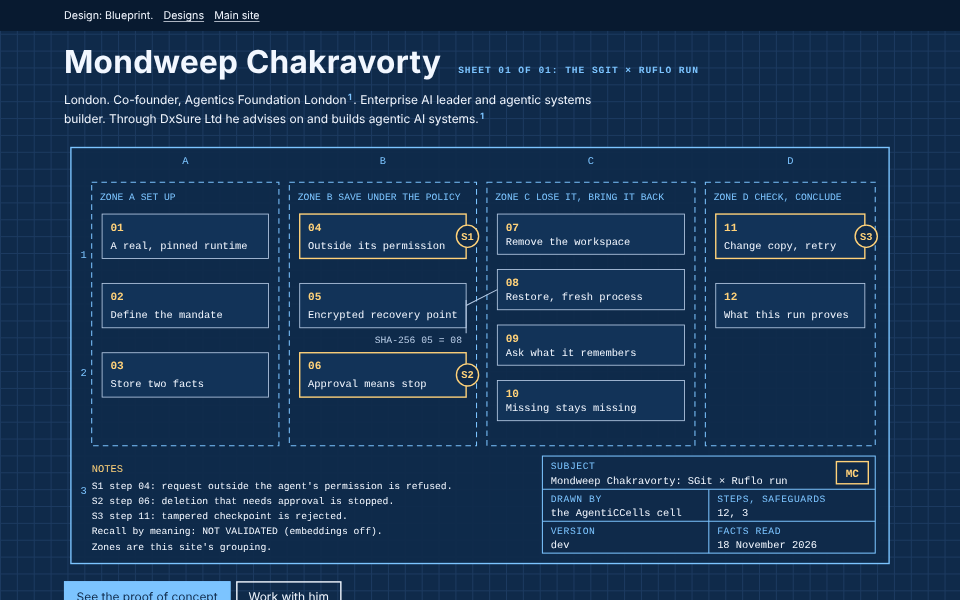 Design: Blueprint. Designs Main site
Mondweep Chakravorty SHEET 01 OF 01: THE SGIT × RUFLO RUN
London. Co-founder, Agentics Foundation London1. Enterprise AI leader and agentic systems
builder. Through DxSure Ltd he advises on and builds agentic AI systems.1
A B C D
1
2
3
ZONE A SET UP
01
A real, pinned runtime
02
Define the mandate
03
Store two facts
ZONE B SAVE UNDER THE POLICY
04
Outside its permission
S1
05
Encrypted recovery point
SHA-256 05 = 08
06
Approval means stop
S2
ZONE C LOSE IT, BRING IT BACK
07
Remove the workspace
08
Restore, fresh process
09
Ask what it remembers
10
Missing stays missing
ZONE D CHECK, CONCLUDE
11
Change copy, retry
S3
12
What this run proves
NOTES
S1 step 04: request outside the agent's permission is refused.
S2 step 06: deletion that needs approval is stopped.
S3 step 11: tampered checkpoint is rejected.
Recall by meaning: NOT VALIDATED (embeddings off).
Zones are this site's grouping.
SUBJECT
Mondweep Chakravorty: SGit × Ruflo run
MC
DRAWN BY
the AgentiCCells cell
STEPS, SAFEGUARDS
12, 3
VERSION
dev
FACTS READ
18 November 2026
See the proof of concept
Work with him